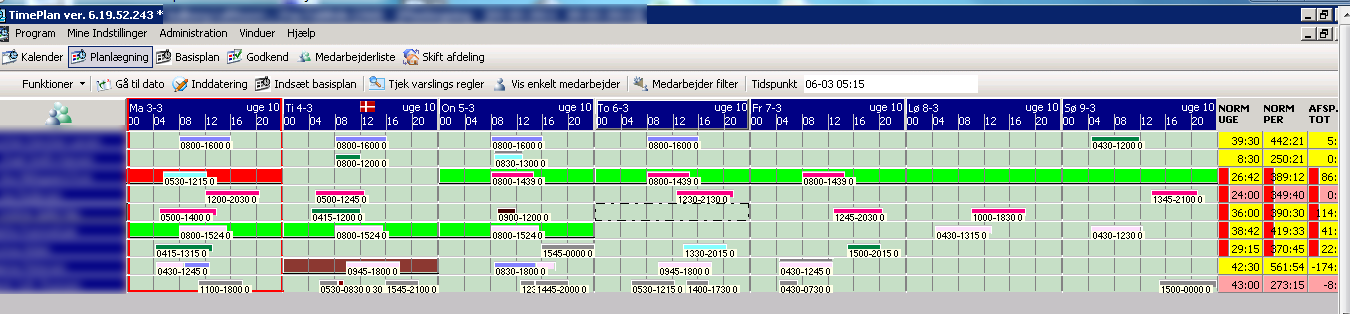 TimePlan ver. 6.19.52.243 *
Program Mine Indstillinger Administration Vinduer Hjælp
Kalender Planlægning Basisplan Godkend Medarbejderliste Skift afdeling
Funktioner Gå til dato Inddatering Indsæt basisplan Tjek varslings regler Vis enkelt medarbejder Medarbejder filter Tidspunkt 06-03 05:15
Ma 3-3 uge 10 Ti 4-3 uge 10 On 5-3 uge 10 To 6-3 uge 10 Fr 7-3 uge 10 Lø 8-3 uge 10 Sø 9-3 uge 10 NORM UGE NORM PER AFSP. TOT
00 04 08 12 16 20 00 04 08 12 16 20 00 04 08 12 16 20 00 04 08 12 16 20 00 04 08 12 16 20 00 04 08 12 16 20 00 04 08 12 16 20
0800-1600 0 0800-1600 0 0800-1600 0 0800-1600 0 0430-1200 0 39:30 442:21 5:
0800-1200 0 0830-1300 0 8:30 250:21 0:
0530-1215 0 0800-1439 0 0800-1439 0 0800-1439 0 26:42 389:12 86:
1200-2030 0 0500-1245 0 1230-2130 0 1345-2100 0 24:00 349:40 0:
0500-1400 0 0415-1200 0 0900-1200 0 1245-2030 0 1000-1830 0 36:00 390:30 114:
0800-1524 0 0800-1524 0 0800-1524 0 0430-1315 0 0430-1230 0 38:42 419:33 41:
0415-1315 0 1545-0000 0 1330-2015 0 1500-2015 0 29:15 370:45 22:
0430-1245 0 0945-1800 0 0830-1800 0 0945-1800 0 0430-1245 0 42:30 561:54 -174:
1100-1800 0 0530-0830 0 30 1545-2100 0 123 1445-2000 0 0530-1215 0 1400-1730 0 0430-0730 0 1500-0000 0 43:00 273:15 -8: